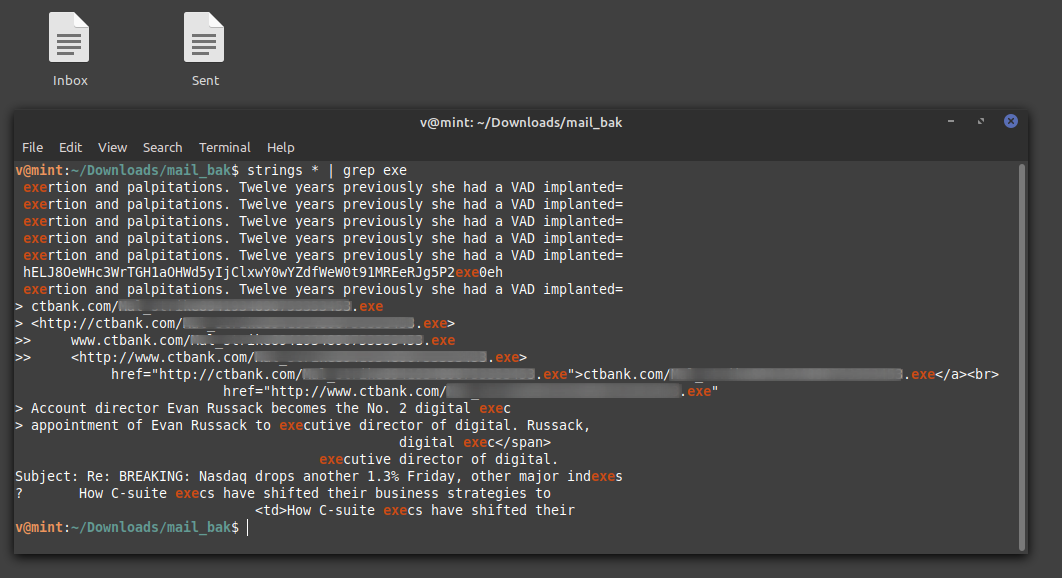 Inbox
Sent
v@mint: ~/Downloads/mail_bak
File Edit View Search Terminal Help
v@mint:~/Downloads/mail_bak$ strings * | grep exe
exertion and palpitations. Twelve years previously she had a VAD implanted=
exertion and palpitations. Twelve years previously she had a VAD implanted=
exertion and palpitations. Twelve years previously she had a VAD implanted=
exertion and palpitations. Twelve years previously she had a VAD implanted=
exertion and palpitations. Twelve years previously she had a VAD implanted=
hELJ8OeWHc3WrTGH1aOHWd5yIjClxwY0wYZdfWeW0t91MREeRJg5P2exe0eh
exertion and palpitations. Twelve years previously she had a VAD implanted=
> ctbank.com/ .exe
> <http://ctbank.com/ .exe>
>> www.ctbank.com/ .exe
>> <http://www.ctbank.com/ .exe>
href="http://ctbank.com/ .exe">ctbank.com/ .exe</a><br>
href="http://www.ctbank.com/ .exe"
> Account director Evan Russack becomes the No. 2 digital exec
> appointment of Evan Russack to executive director of digital. Russack,
digital exec</span>
executive director of digital.
Subject: Re: BREAKING: Nasdaq drops another 1.3% Friday, other major indexes
? How C-suite execs have shifted their business strategies to
<td>How C-suite execs have shifted their
v@mint:~/Downloads/mail_bak$